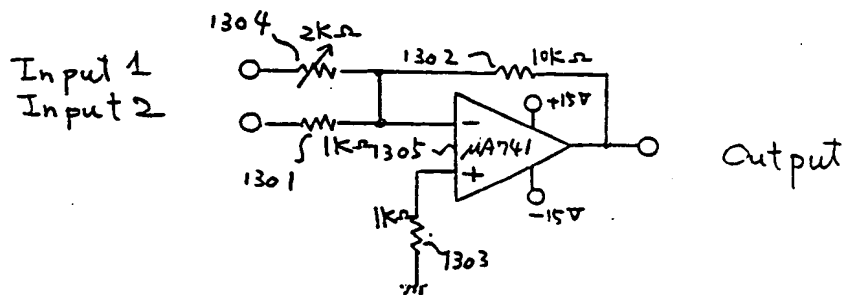 1304
2KΩ
1302
10KΩ
Input 1
Input 2
+15V
1KΩ
1305
μA741
Output
1301
-15V
1KΩ
1303